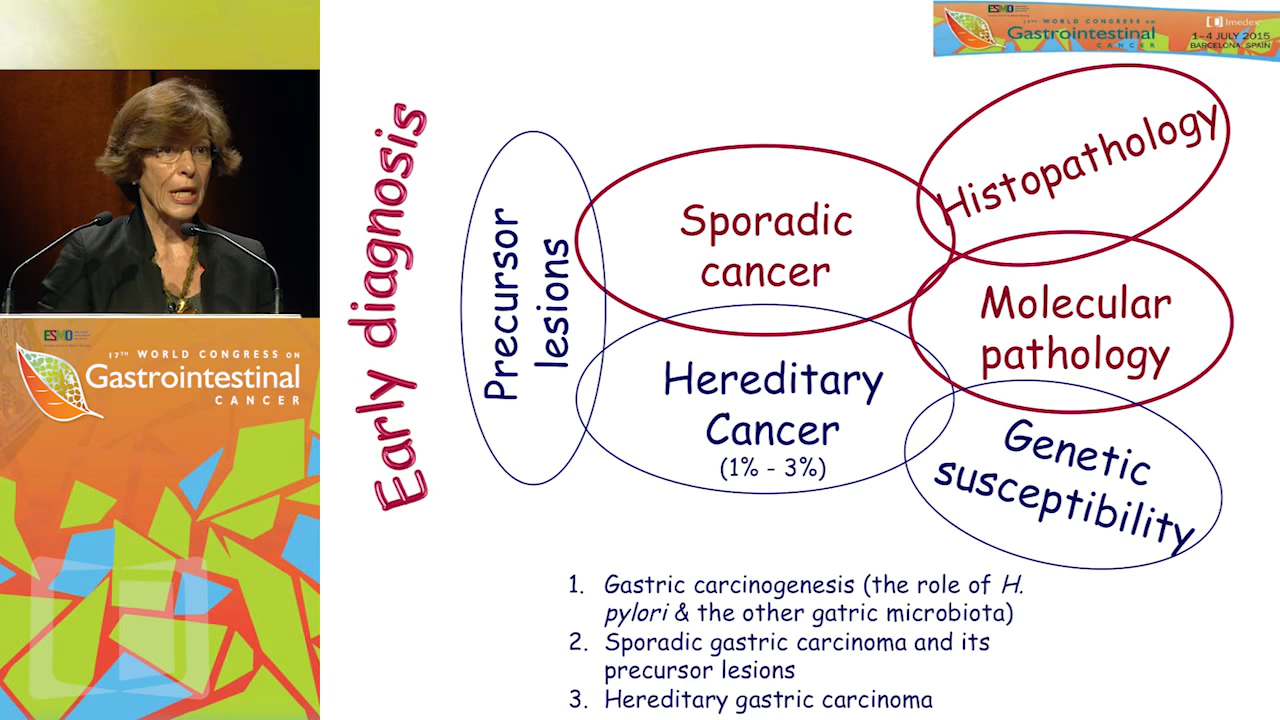 ESMO
17TH WORLD CONGRESS ON
Gastrointestinal
CANCER
Imedex
1–4 JULY 2015
BARCELONA, SPAIN
Early diagnosis
Precursor
lesions
Sporadic
cancer
Hereditary
Cancer
(1% - 3%)
Histopathology
Molecular
pathology
Genetic
susceptibility
1. Gastric carcinogenesis (the role of H.
pylori & the other gatric microbiota)
2. Sporadic gastric carcinoma and its
precursor lesions
3. Hereditary gastric carcinoma
ESMO
17TH WORLD CONGRESS ON
Gastrointestinal
CANCER